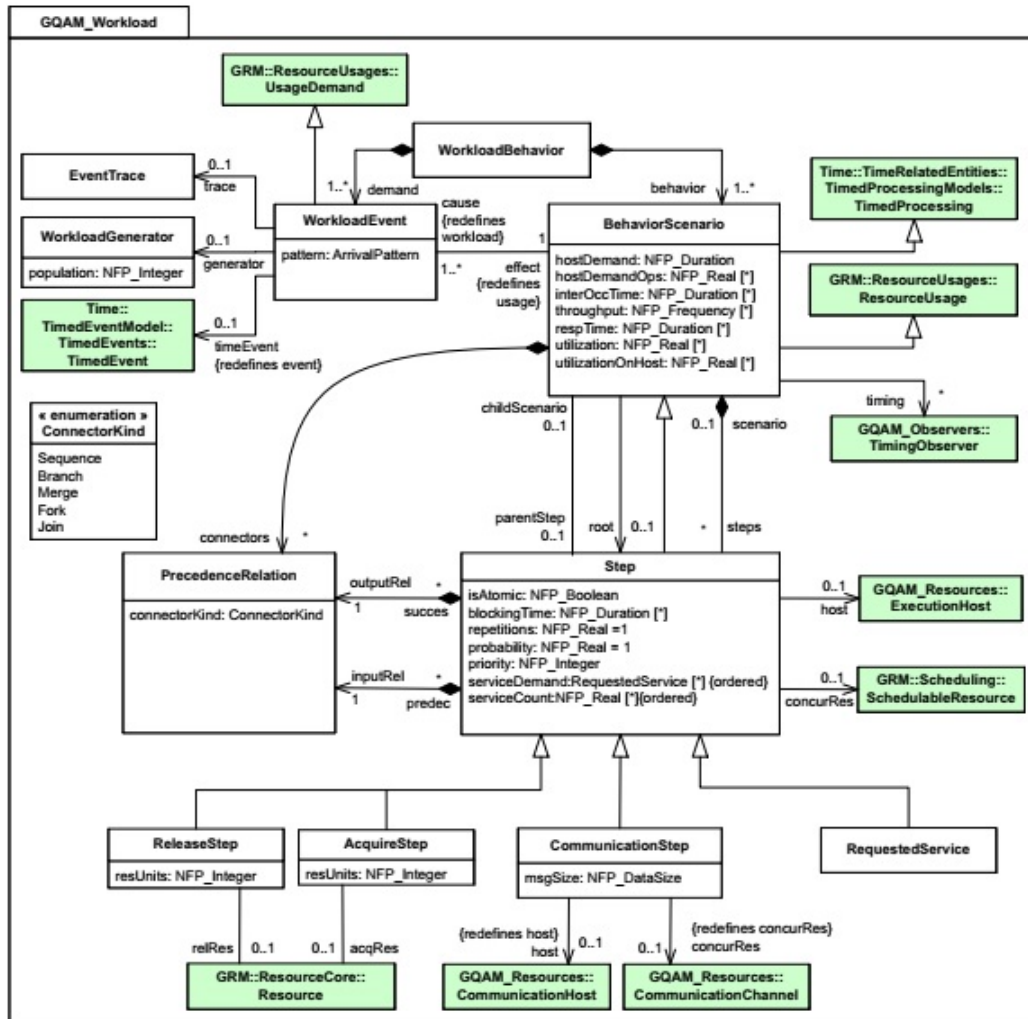 GQAM_Workload
GRM::ResourceUsages::
UsageDemand
WorkloadBehavior
EventTrace
0..1
trace
1..*
demand
behavior
1..*
Time::TimeRelatedEntities::
TimedProcessingModels::
TimedProcessing
WorkloadGenerator
population: NFP_Integer
0..1
generator
WorkloadEvent
pattern: ArrivalPattern
cause
{redefines
workload}
1
1..*
effect
{redefines
usage}
BehaviorScenario
hostDemand: NFP_Duration
hostDemandOps: NFP_Real [*]
interOccTime: NFP_Duration [*]
throughput: NFP_Frequency [*]
respTime: NFP_Duration [*]
utilization: NFP_Real [*]
utilizationOnHost: NFP_Real [*]
GRM::ResourceUsages::
ResourceUsage
Time::
TimedEventModel::
TimedEvents::
TimedEvent
0..1
timeEvent
{redefines event}
timing
*
GQAM_Observers::
TimingObserver
« enumeration »
ConnectorKind
Sequence
Branch
Merge
Fork
Join
childScenario
0..1
0..1
scenario
connectors
*
parentStep
0..1
root
0..1
*
steps
PrecedenceRelation
connectorKind: ConnectorKind
outputRel
*
1
succes
inputRel
*
1
predec
Step
isAtomic: NFP_Boolean
blockingTime: NFP_Duration [*]
repetitions: NFP_Real =1
probability: NFP_Real = 1
priority: NFP_Integer
serviceDemand:RequestedService [*] {ordered}
serviceCount:NFP_Real [*]{ordered}
0..1
host
GQAM_Resources::
ExecutionHost
0..1
concurRes
GRM::Scheduling::
SchedulableResource
ReleaseStep
resUnits: NFP_Integer
AcquireStep
resUnits: NFP_Integer
CommunicationStep
msgSize: NFP_DataSize
RequestedService
relRes
0..1
0..1
acqRes
{redefines host}
host
0..1
{redefines concurRes}
0..1
concurRes
GRM::ResourceCore::
Resource
GQAM_Resources::
CommunicationHost
GQAM_Resources::
CommunicationChannel